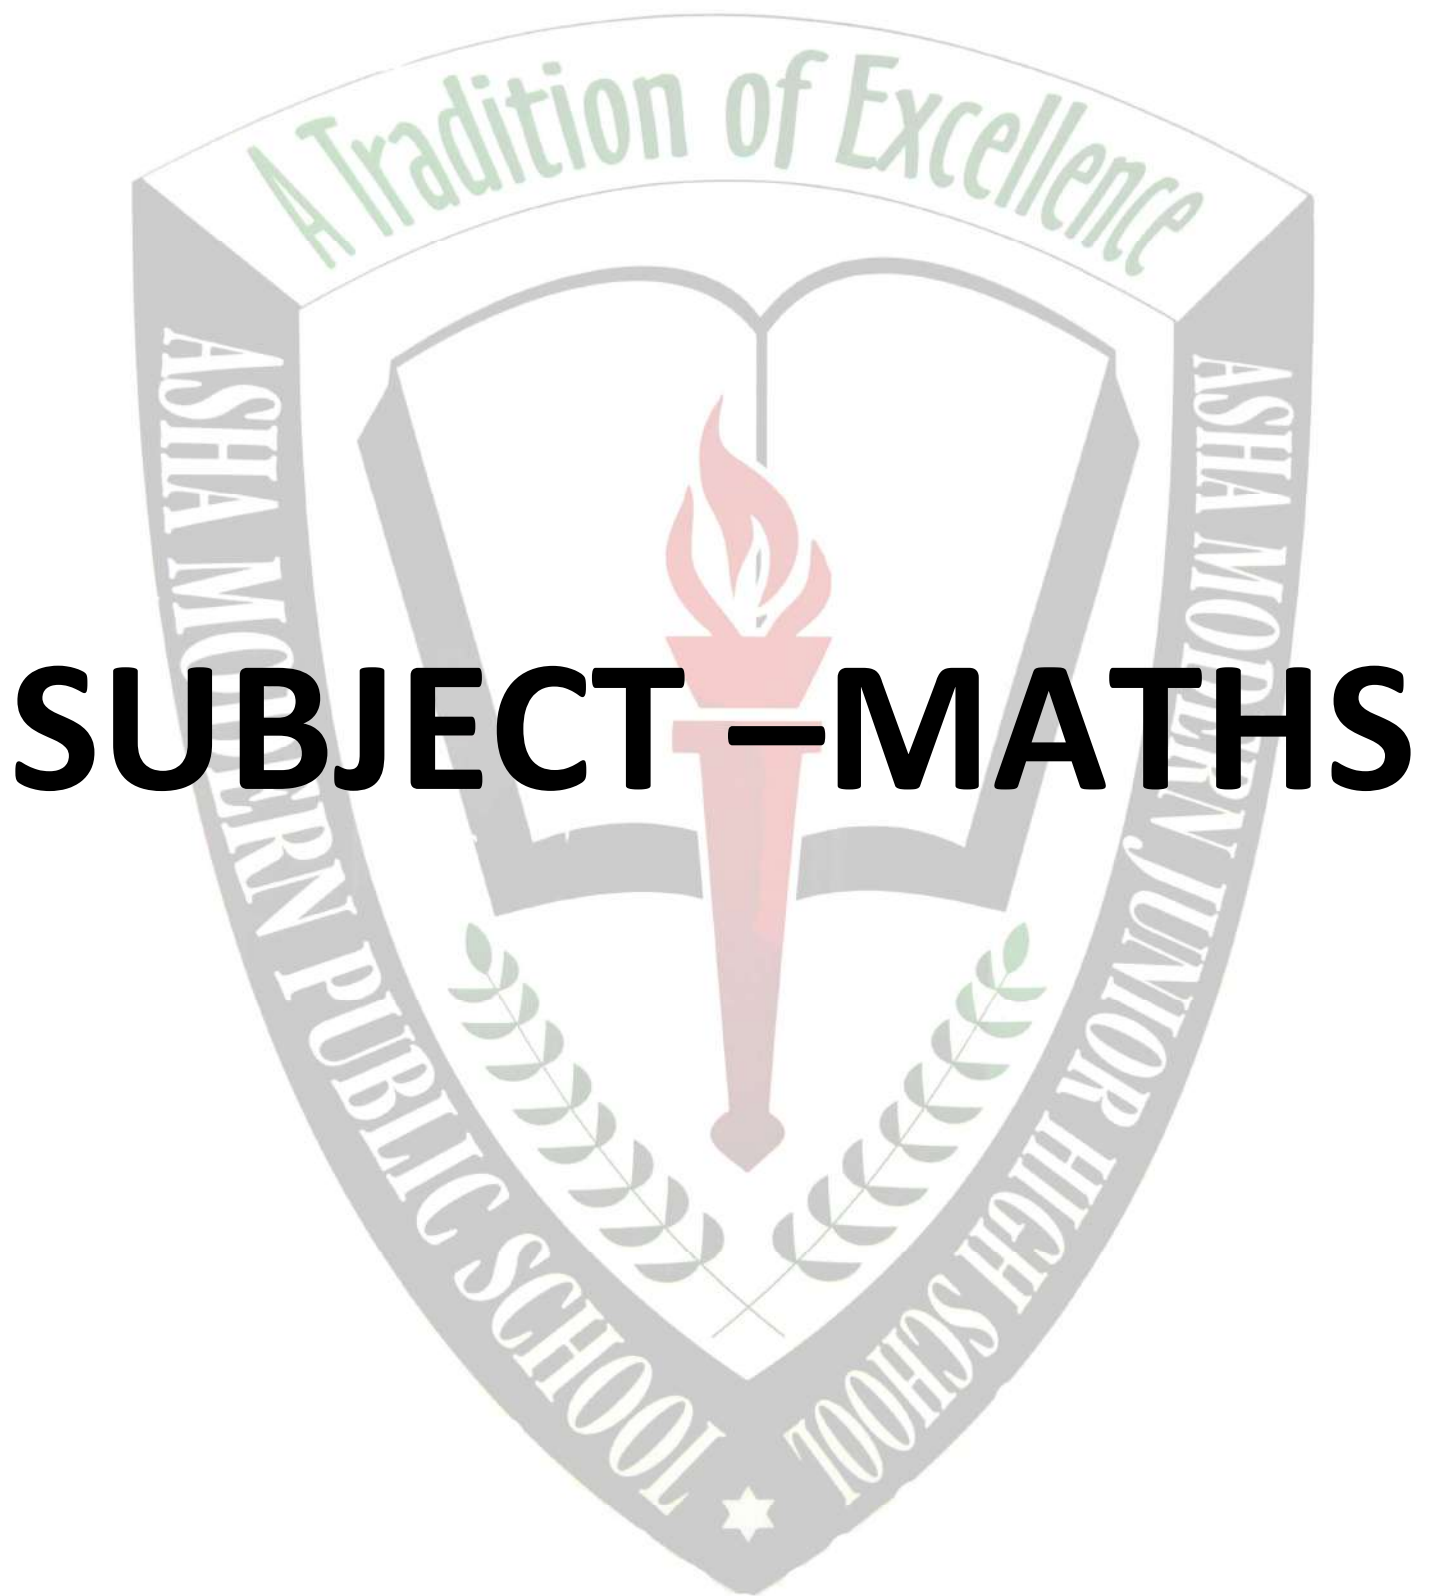 A Tradition of Excellence
ASHA MODERN PUBLIC SCHOOL
ASHA MODERN JUNIOR HIGH SCHOOL
SUBJECT –MATHS